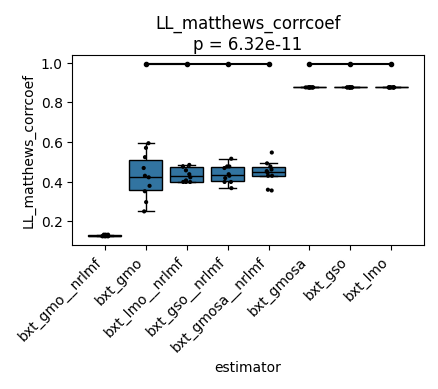 LL_matthews_corrcoef
p = 6.32e-11
LL_matthews_corrcoef
1.0
0.8
0.6
0.4
0.2
bxt_gmo__nrlmf
bxt_gmo
bxt_lmo__nrlmf
bxt_gso__nrlmf
bxt_gmosa__nrlmf
bxt_gmosa
bxt_gso
bxt_lmo
estimator